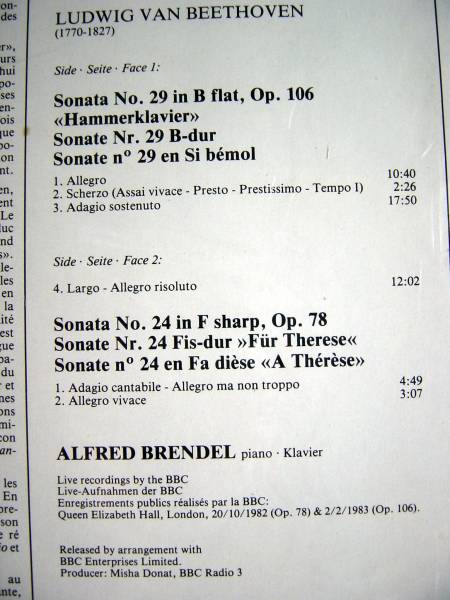 LUDWIG VAN BEETHOVEN
(1770-1827)
Side · Seite · Face 1:
Sonata No. 29 in B flat, Op. 106
«Hammerklavier»
Sonate Nr. 29 B-dur
Sonate nº 29 en Si bémol
1. Allegro 10:40
2. Scherzo (Assai vivace - Presto - Prestissimo - Tempo I) 2:26
3. Adagio sostenuto 17:50
Side · Seite · Face 2:
4. Largo - Allegro risoluto 12:02
Sonata No. 24 in F sharp, Op. 78
Sonate Nr. 24 Fis-dur »Für Therese«
Sonate nº 24 en Fa dièse «A Thérèse»
1. Adagio cantabile - Allegro ma non troppo 4:49
2. Allegro vivace 3:07
ALFRED BRENDEL piano · Klavier
Live recordings by the BBC
Live-Aufnahmen der BBC
Enregistrements publics réalisés par la BBC:
Queen Elizabeth Hall, London, 20/10/1982 (Op. 78) & 2/2/1983 (Op. 106).
Released by arrangement with
BBC Enterprises Limited.
Producer: Misha Donat, BBC Radio 3